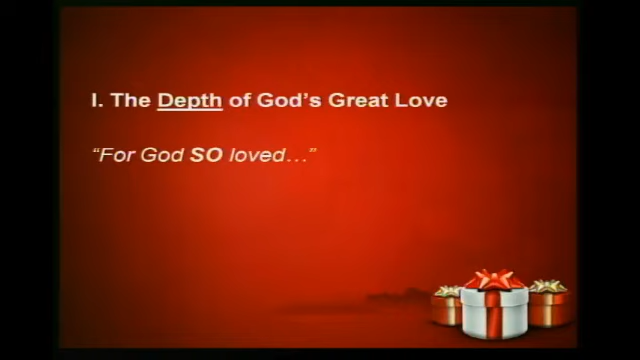 I. The Depth of God's Great Love
“For God SO loved…”